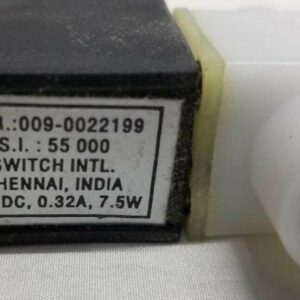 R.:009-0022199
S.I. : 55 000
SWITCH INTL.
HENNAI, INDIA
DC, 0.32A, 7.5W